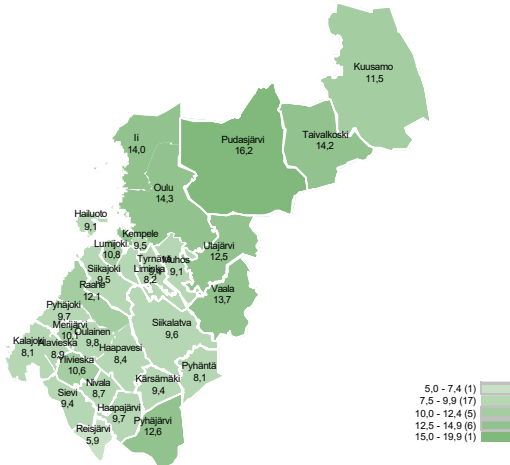 Kuusamo
11,5
Ii
14,0
Pudasjärvi
16,2
Taivalkoski
14,2
Oulu
14,3
Hailuoto
9,1
Kempele
9,5
Lumijoki
10,8
Utajärvi
12,5
Tyrnävä
Muhos
9,1
Liminka
8,2
Siikajoki
9,5
Raahe
12,1
Vaala
13,7
Pyhäjoki
9,7
Merijärvi
10,1
Oulainen
9,8
Siikalatva
9,6
Kalajoki
8,1
Alavieska
8,9
Haapavesi
8,4
Ylivieska
10,6
Pyhäntä
8,1
Nivala
8,7
Kärsämäki
9,4
Sievi
9,4
Haapajärvi
9,7
Pyhäjärvi
12,6
Reisjärvi
5,9
5,0 - 7,4 (1)
7,5 - 9,9 (17)
10,0 - 12,4 (5)
12,5 - 14,9 (6)
15,0 - 19,9 (1)